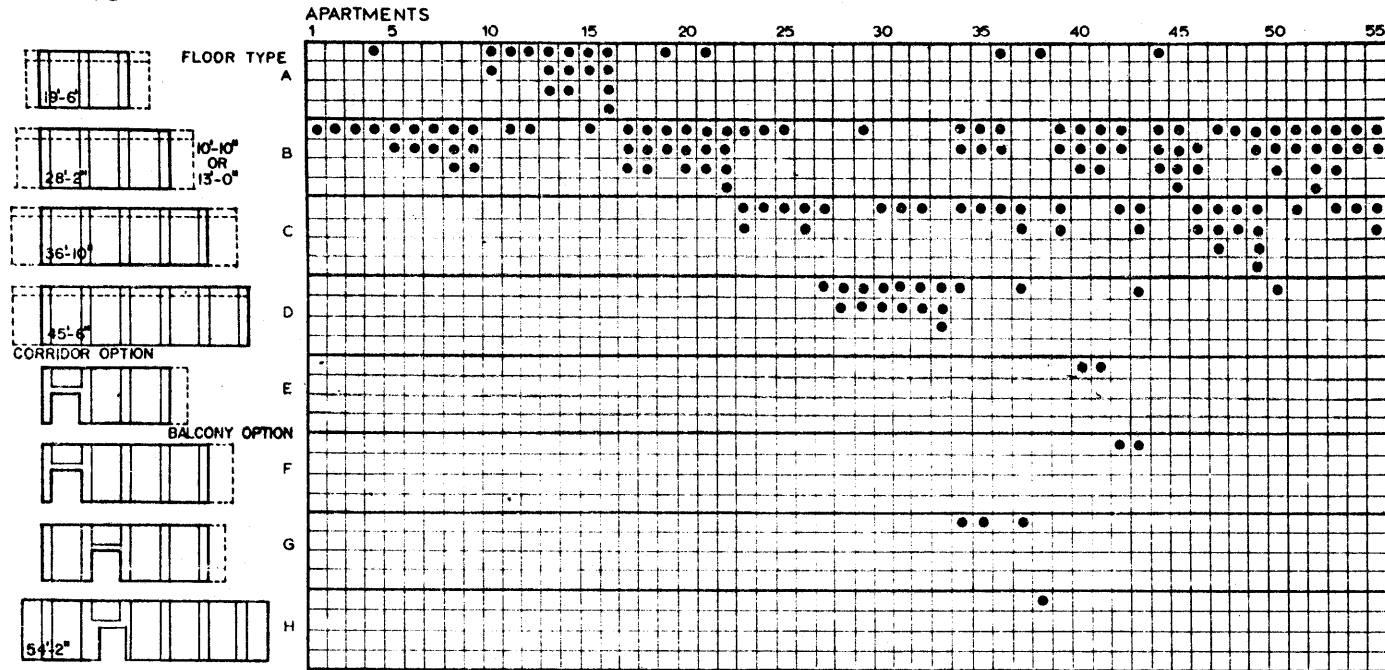 APARTMENTS
1 5 10 15 20 25 30 35 40 45 50 55
FLOOR TYPE
A
19'-6"
B
10'-10"
OR
13'-0"
28'-2"
C
36'-10"
D
45'-6"
CORRIDOR OPTION
E
BALCONY OPTION
F
G
H
54'-2"